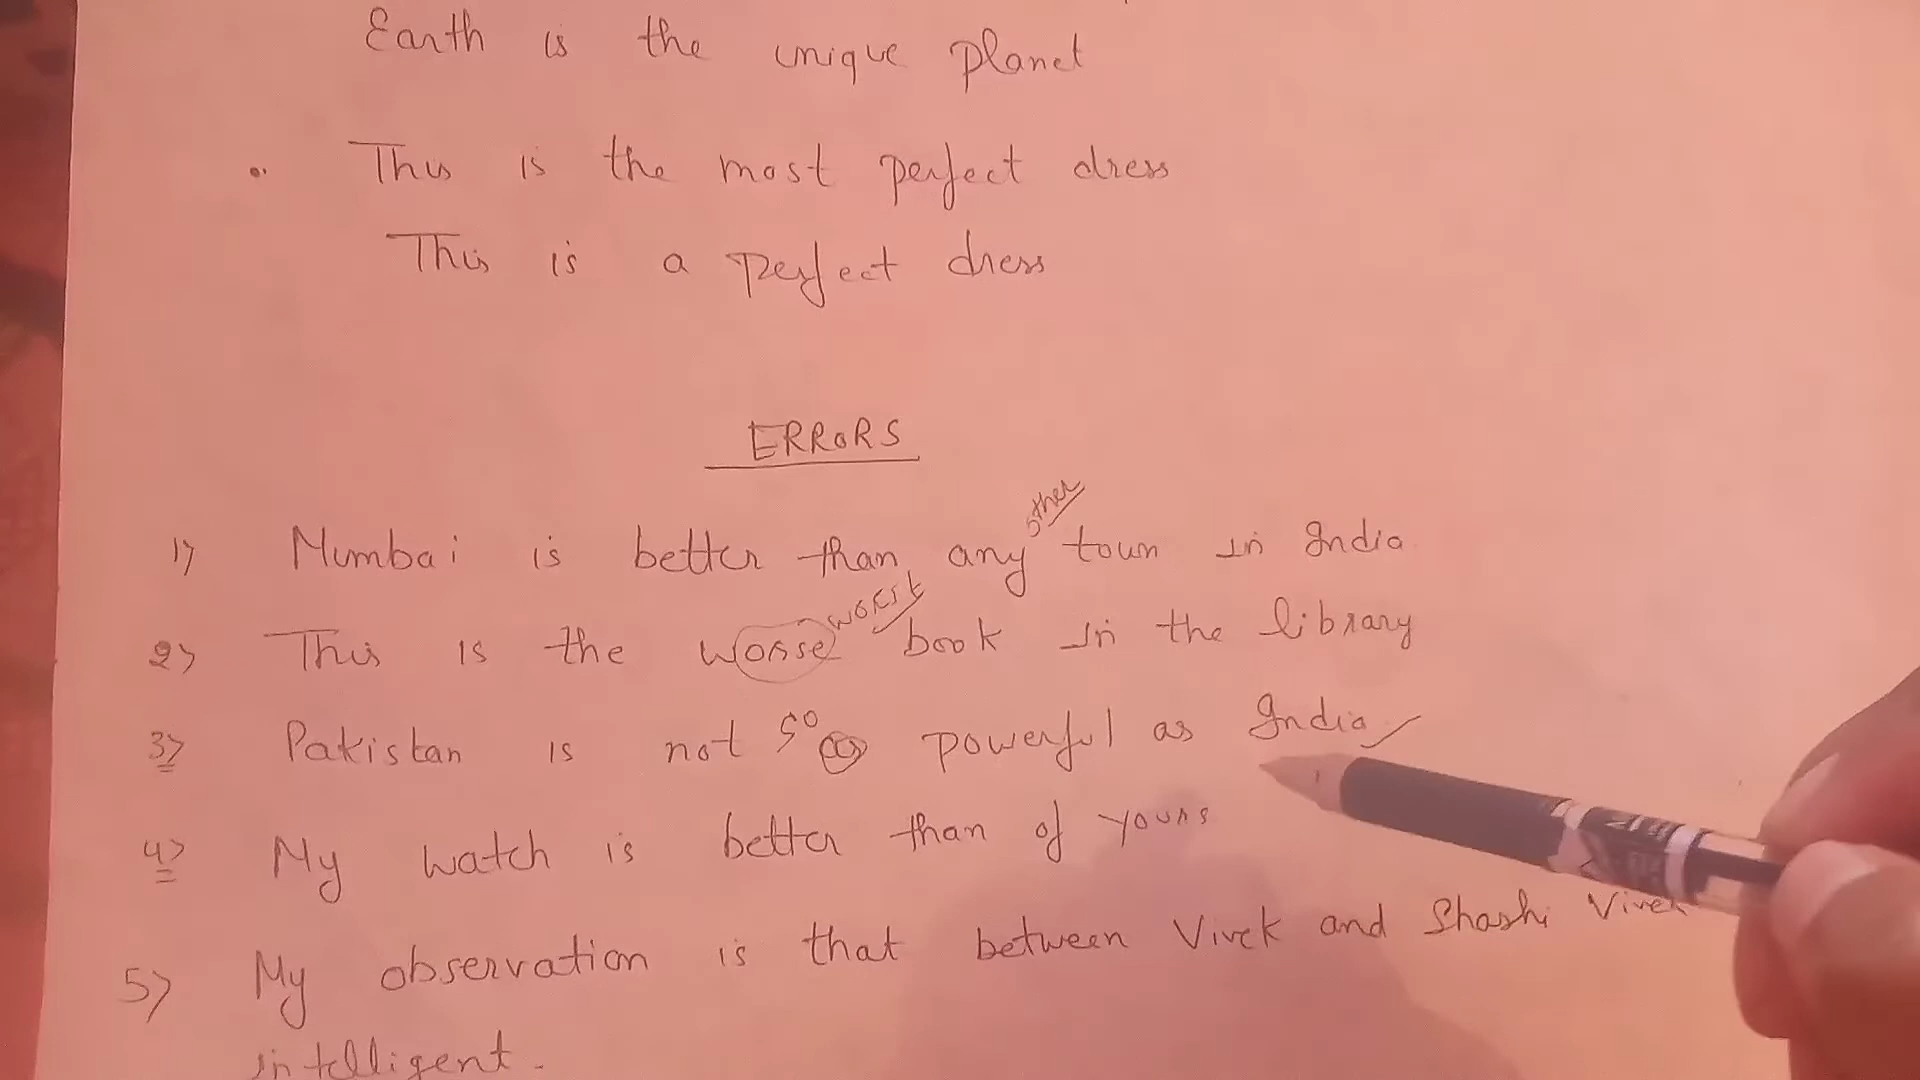 Earth is the unique planet
This is the most perfect dress
This is a perfect dress
ERRORS
1) Mumbai is better than any other town in India
2) This is the worse worst book in the library
3) Pakistan is not so as powerful as India
4) My watch is better than of yours
5) My observation is that between Vivek and Shashi Vivek
intelligent.